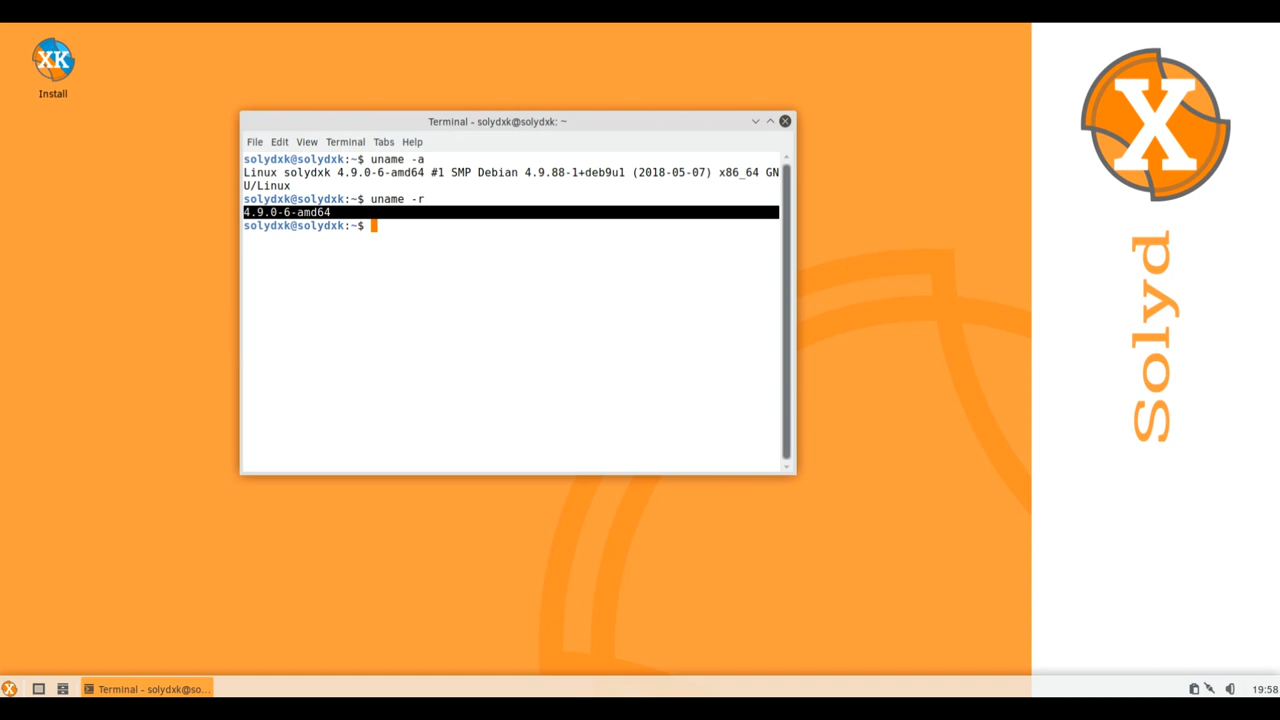 XK
Install
Terminal - solydxk@solydxk: ~
File Edit View Terminal Tabs Help
solydxk@solydxk:~$ uname -a
Linux solydxk 4.9.0-6-amd64 #1 SMP Debian 4.9.88-1+deb9u1 (2018-05-07) x86_64 GN
U/Linux
solydxk@solydxk:~$ uname -r
4.9.0-6-amd64
solydxk@solydxk:~$
X
Solyd
X
Terminal - solydxk@so...
19:58